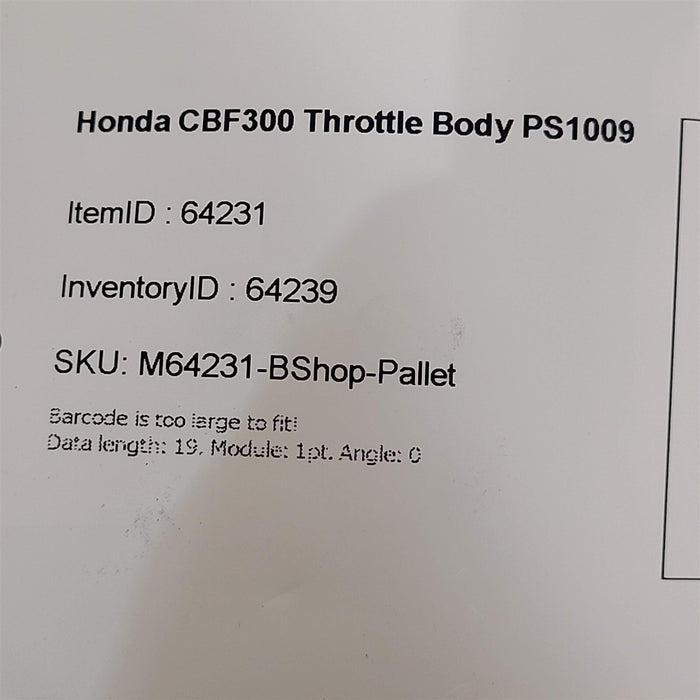 Honda CBF300 Throttle Body PS1009
ItemID : 64231
InventoryID : 64239
SKU: M64231-BShop-Pallet
Barcode is too large to fit!
Data length: 19, Module: 1pt. Angle: 0